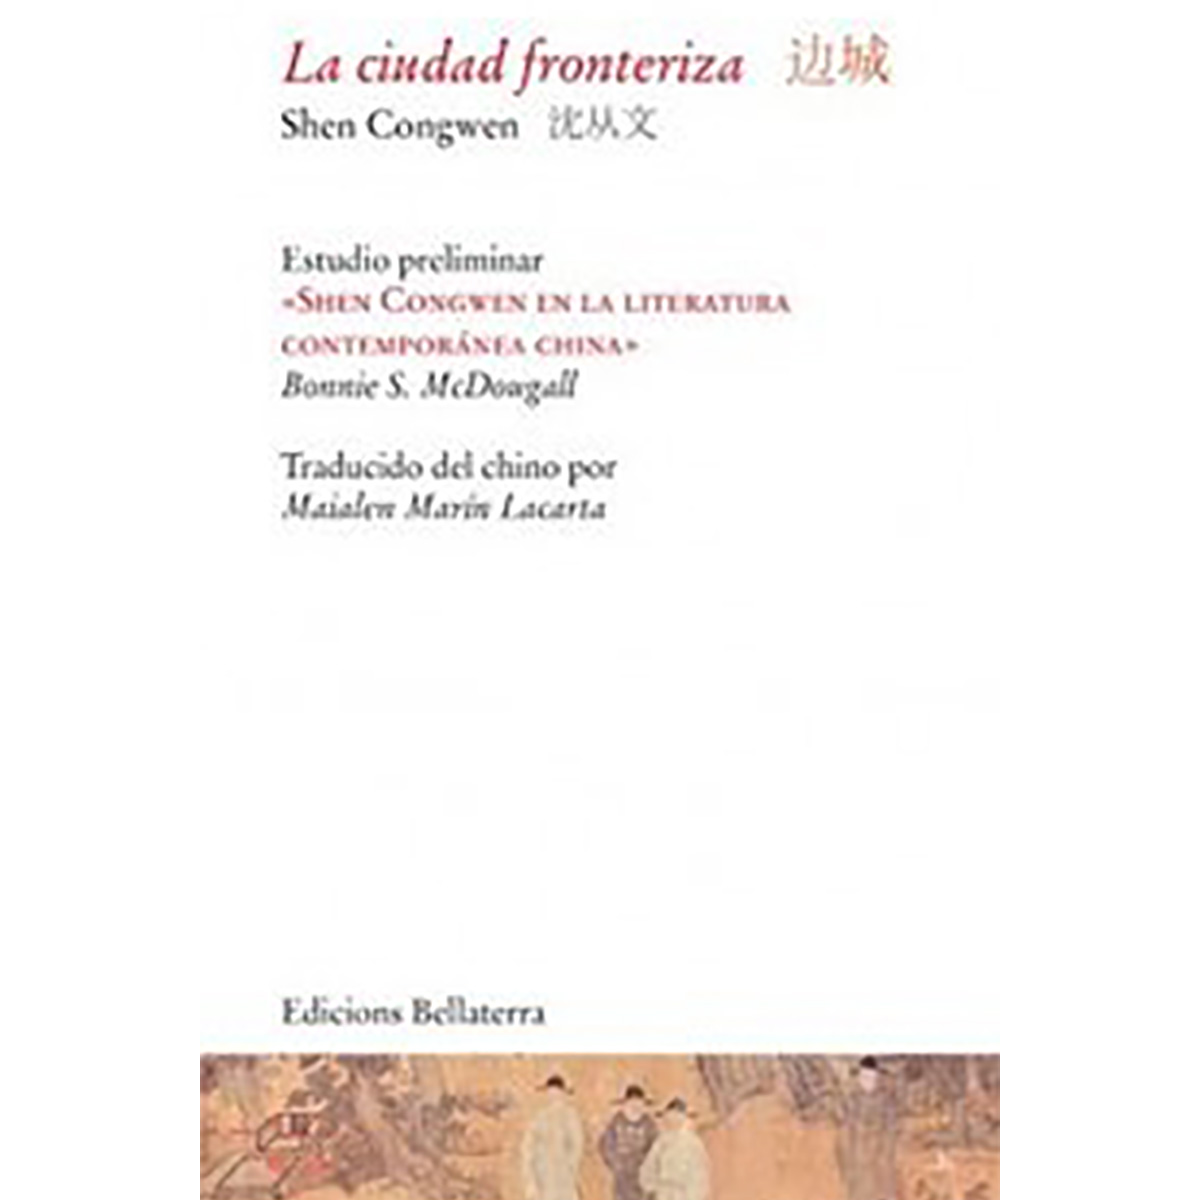 La ciudad fronteriza 边城
Shen Congwen 沈从文
Estudio preliminar
«Shen Congwen en la literatura
contemporánea china»
Bonnie S. McDougall
Traducido del chino por
Maialen Marín Lacarta
Edicions Bellaterra